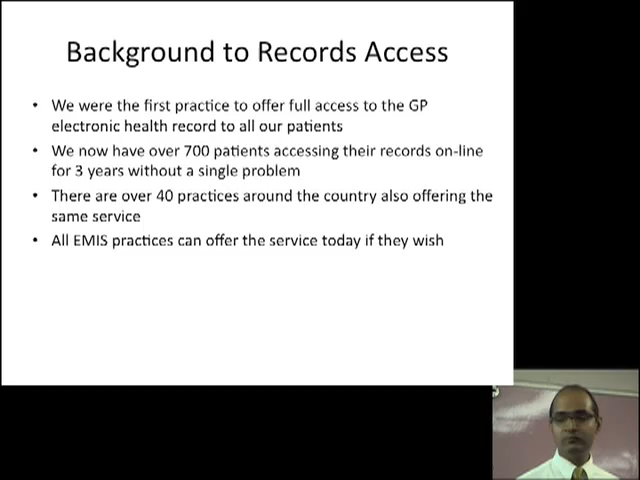 Background to Records Access
• We were the first practice to offer full access to the GP
electronic health record to all our patients
• We now have over 700 patients accessing their records on-line
for 3 years without a single problem
• There are over 40 practices around the country also offering the
same service
• All EMIS practices can offer the service today if they wish